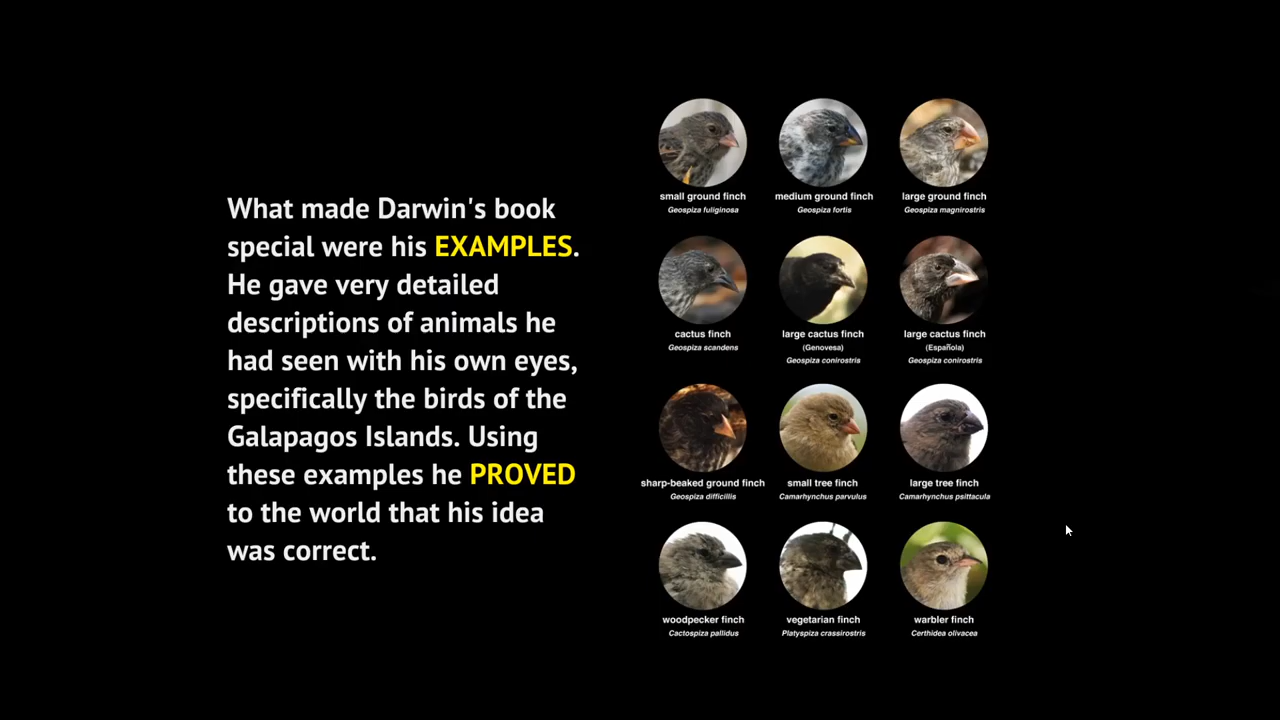 What made Darwin's book
special were his EXAMPLES.
He gave very detailed
descriptions of animals he
had seen with his own eyes,
specifically the birds of the
Galapagos Islands. Using
these examples he PROVED
to the world that his idea
was correct.
small ground finch
Geospiza fuliginosa
medium ground finch
Geospiza fortis
large ground finch
Geospiza magnirostris
cactus finch
Geospiza scandens
large cactus finch
(Genovesa)
Geospiza conirostris
large cactus finch
(Española)
Geospiza conirostris
sharp-beaked ground finch
Geospiza difficillis
small tree finch
Camarhynchus parvulus
large tree finch
Camarhynchus psittacula
woodpecker finch
Cactospiza pallidus
vegetarian finch
Platyspiza crassirostris
warbler finch
Certhidea olivacea